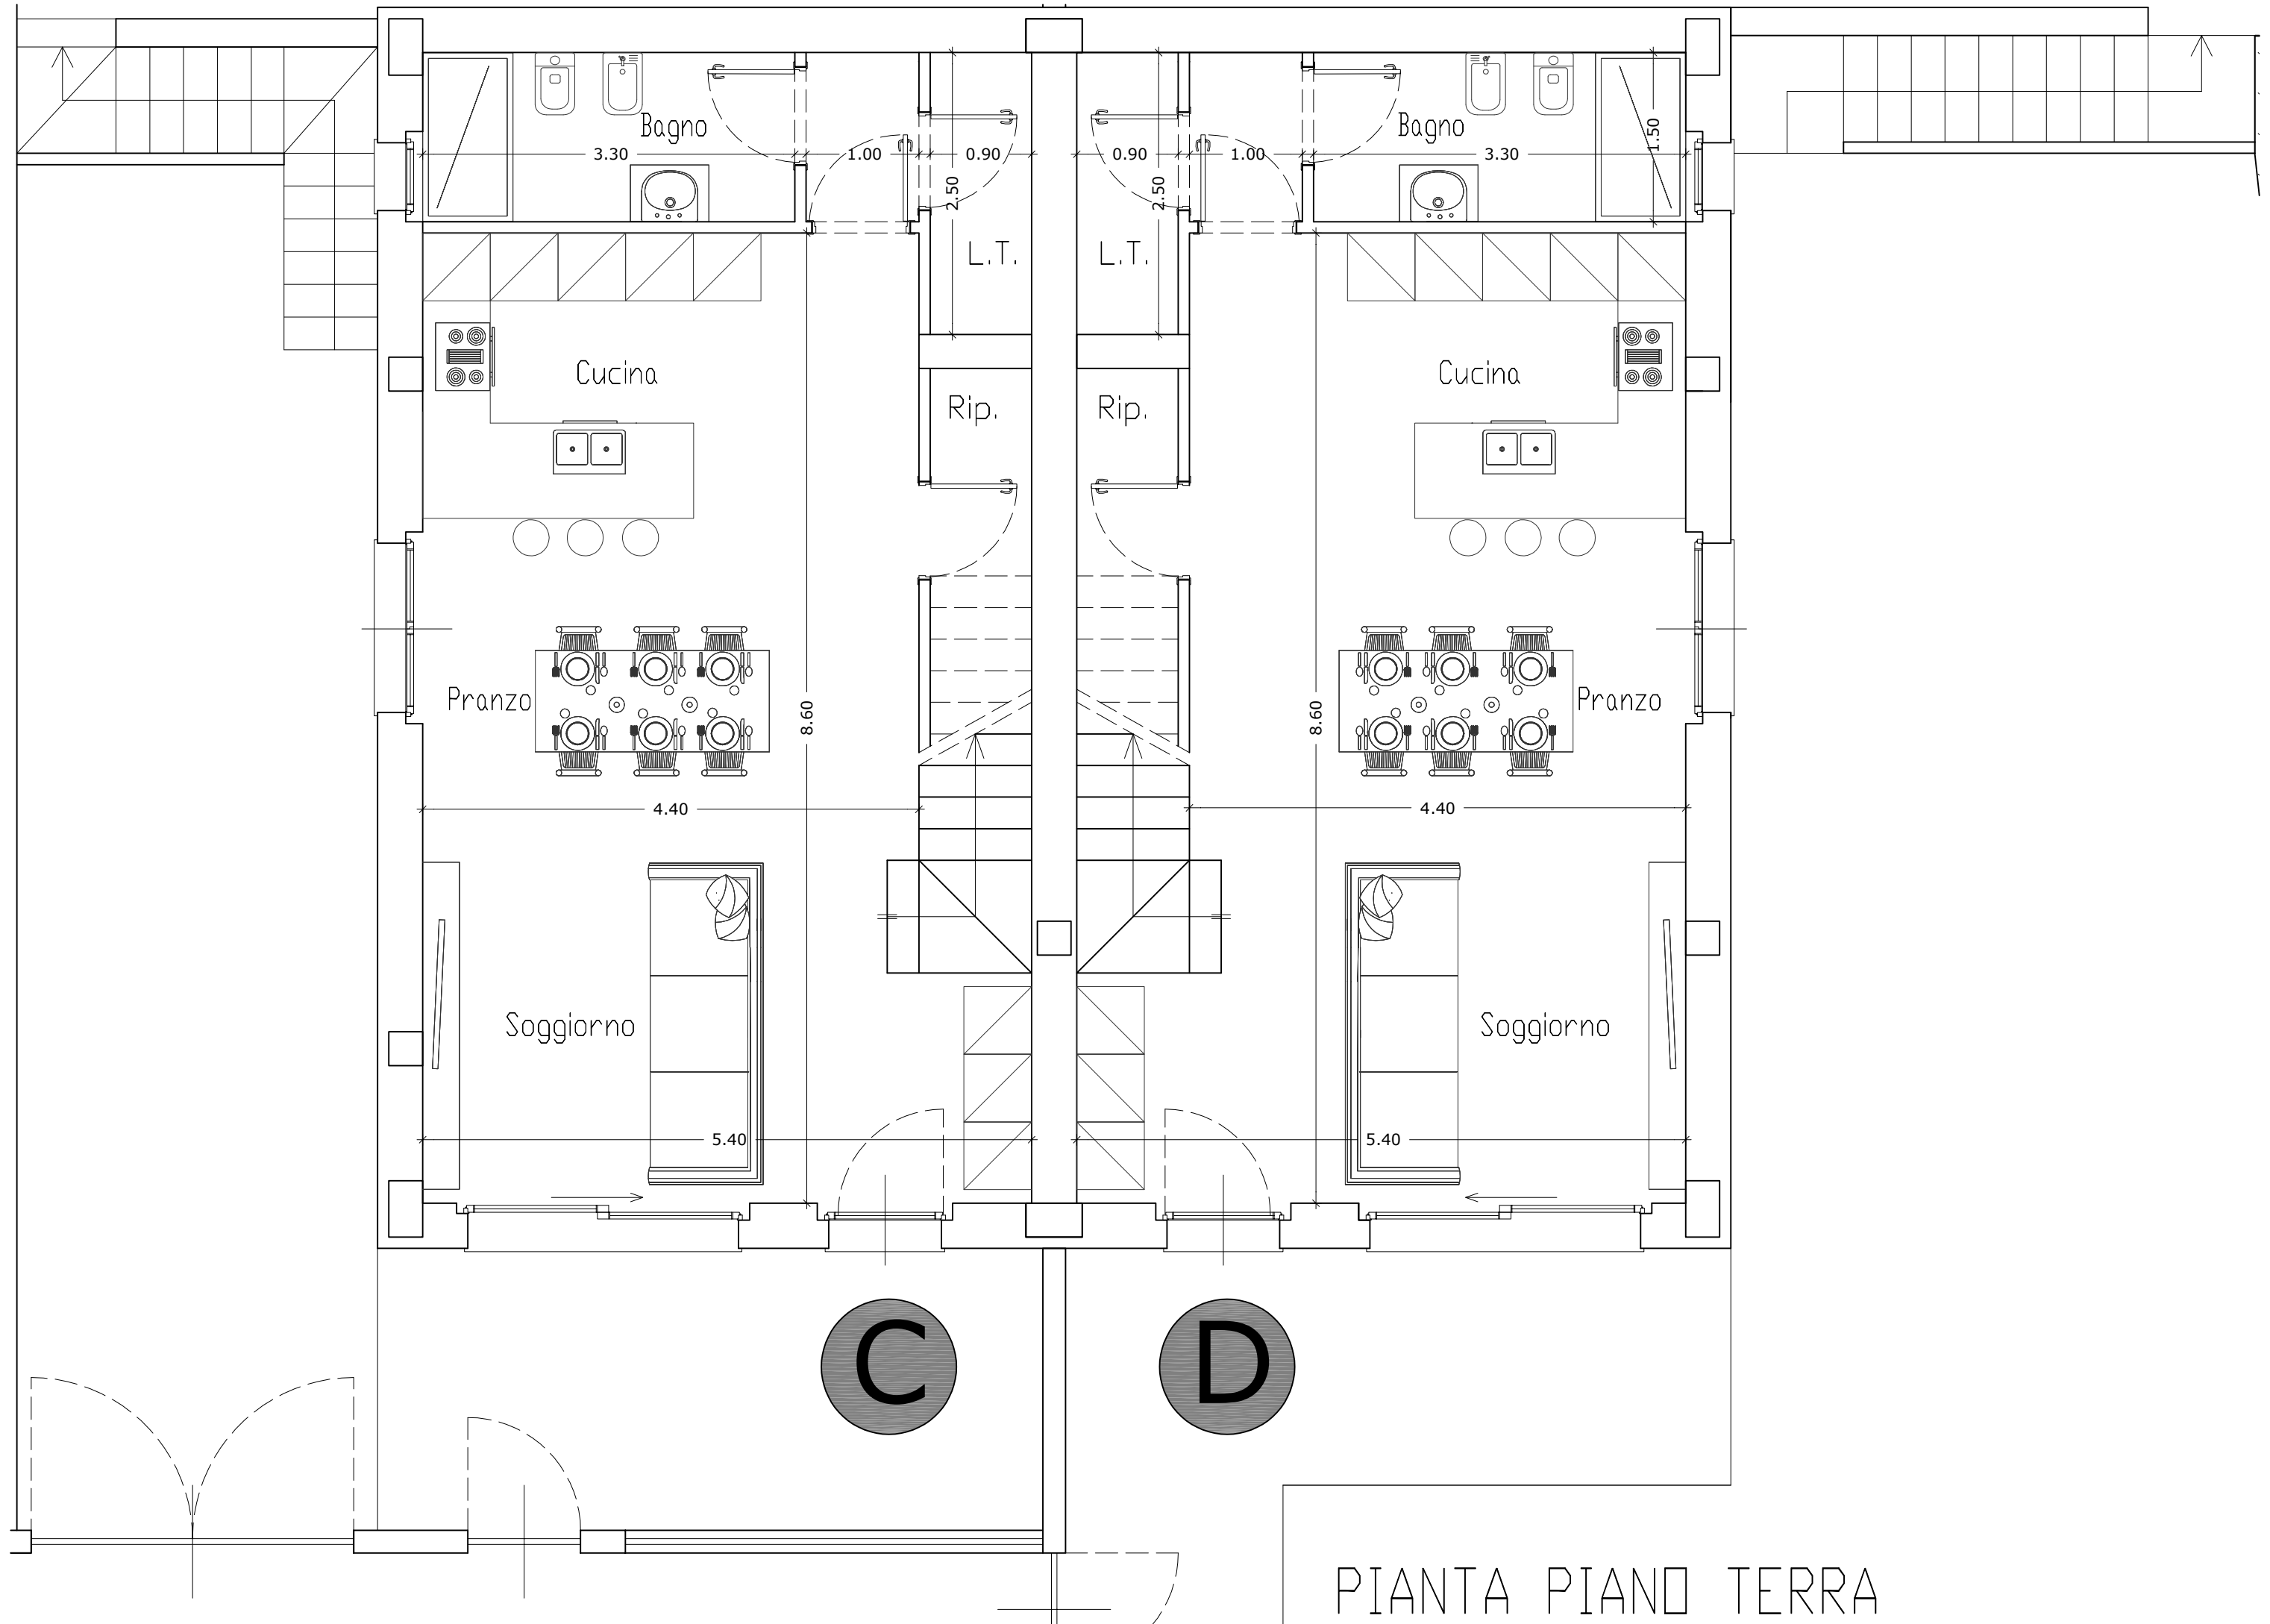 Bagno
Bagno
3.30
1.00
0.90
0.90
1.00
3.30
1.50
2.50
2.50
L.T.
L.T.
Cucina
Cucina
Rip.
Rip.
Pranzo
Pranzo
8.60
8.60
4.40
4.40
Soggiorno
Soggiorno
5.40
5.40
C
D
PIANTA PIANO TERRA